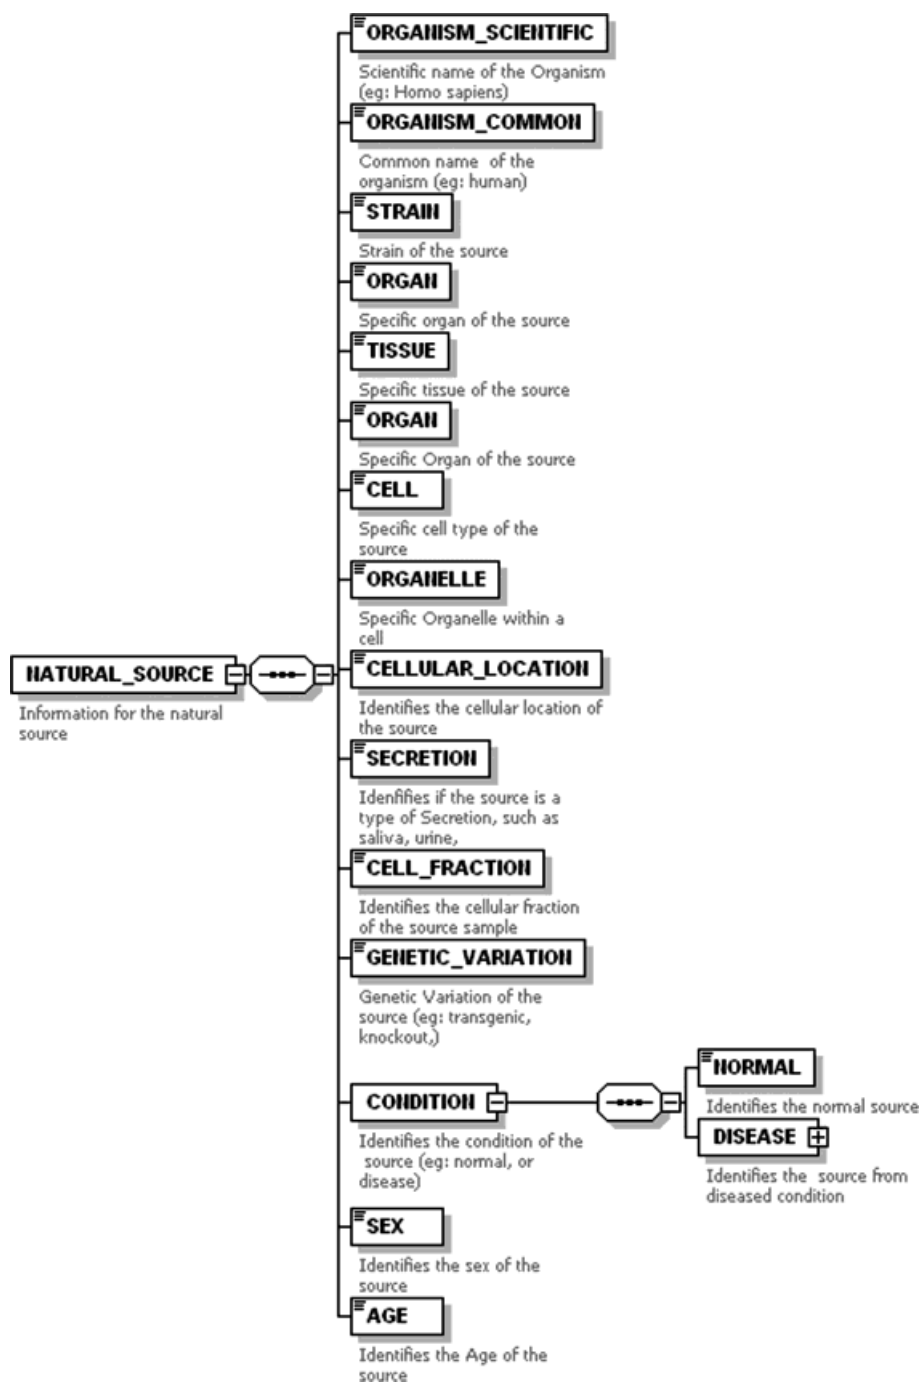 ORGANISM_SCIENTIFIC
Scientific name of the Organism
(eg: Homo sapiens)
ORGANISM_COMMON
Common name of the
organism (eg: human)
STRAIN
Strain of the source
ORGAN
Specific organ of the source
TISSUE
Specific tissue of the source
ORGAN
Specific Organ of the source
CELL
Specific cell type of the
source
ORGANELLE
Specific Organelle within a
cell
NATURAL_SOURCE
Information for the natural
source
CELLULAR_LOCATION
Identifies the cellular location of
the source
SECRETION
Idenfifies if the source is a
type of Secretion, such as
saliva, urine,
CELL_FRACTION
Identifies the cellular fraction
of the source sample
GENETIC_VARIATION
Genetic Variation of the
source (eg: transgenic,
knockout,)
CONDITION
Identifies the condition of the
source (eg: normal, or
disease)
NORMAL
Identifies the normal source
DISEASE
Identifies the source from
diseased condition
SEX
Identifies the sex of the
source
AGE
Identifies the Age of the
source